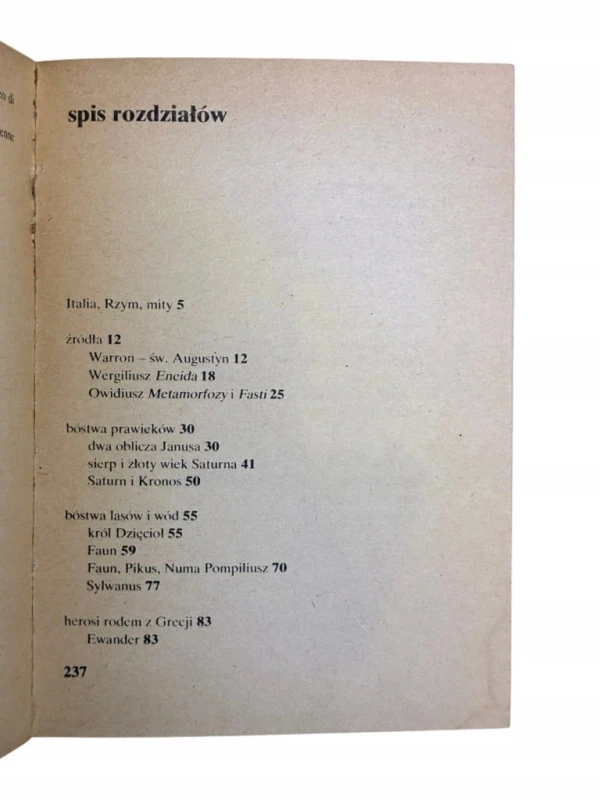 o di
enne
spis rozdziałów
Italia, Rzym, mity 5
źródła 12
Warron – św. Augustyn 12
Wergiliusz Eneida 18
Owidiusz Metamorfozy i Fasti 25
bóstwa prawieków 30
dwa oblicza Janusa 30
sierp i złoty wiek Saturna 41
Saturn i Kronos 50
bóstwa lasów i wód 55
król Dzięcioł 55
Faun 59
Faun, Pikus, Numa Pompiliusz 70
Sylwanus 77
herosi rodem z Grecji 83
Ewander 83
237